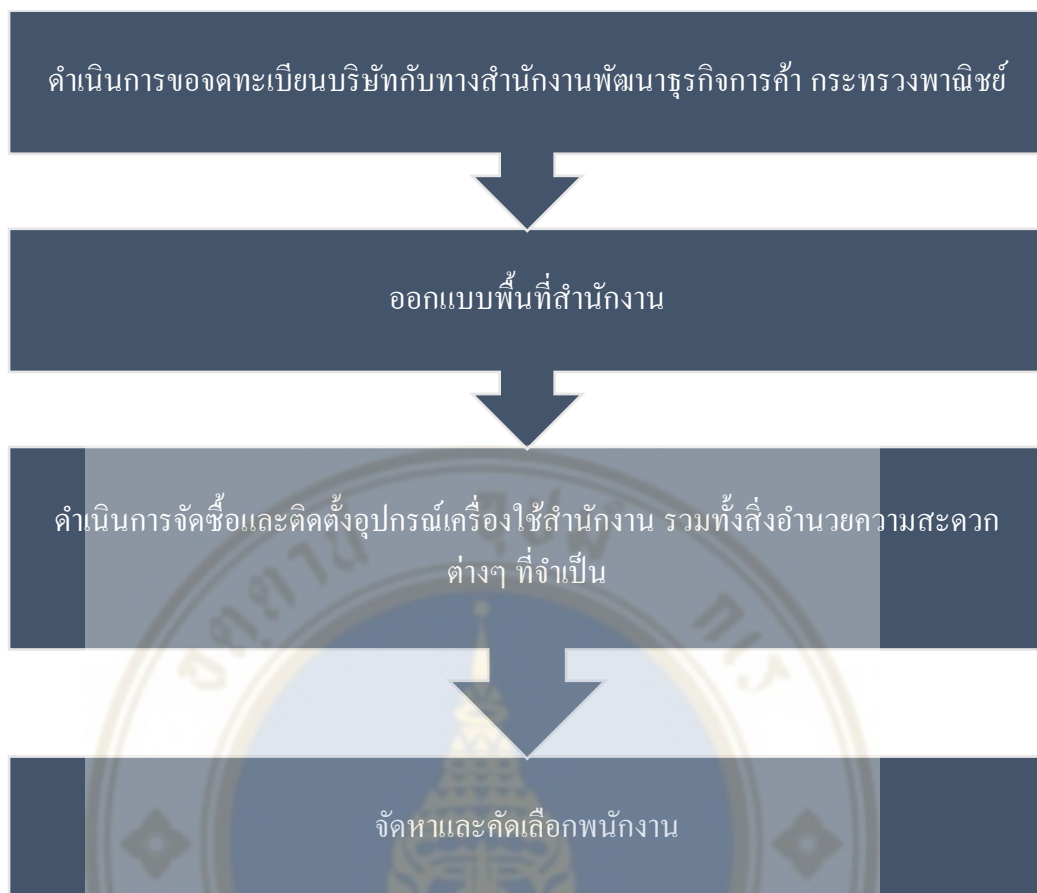 ดำเนินการขอจดทะเบียนบริษัทกับทางสำนักงานพัฒนาธุรกิจการค้า กระทรวงพาณิชย์
ออกแบบพื้นที่สำนักงาน
ดำเนินการจัดซื้อและติดตั้งอุปกรณ์เครื่องใช้สำนักงาน รวมทั้งสิ่งอำนวยความสะดวก
ต่างๆ ที่จำเป็น
จัดหาและคัดเลือกพนักงาน